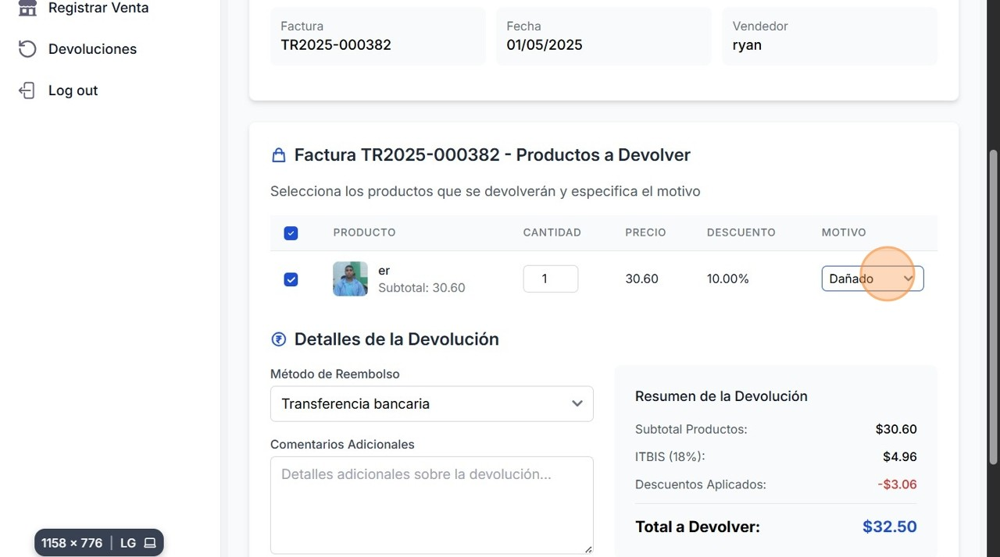 Registrar Venta
Devoluciones
Log out
Factura
TR2025-000382
Fecha
01/05/2025
Vendedor
ryan
Factura TR2025-000382 - Productos a Devolver
Selecciona los productos que se devolverán y especifica el motivo
PRODUCTO CANTIDAD PRECIO DESCUENTO MOTIVO
er
Subtotal: 30.60
1 30.60 10.00% Dañado
Detalles de la Devolución
Método de Reembolso
Transferencia bancaria
Comentarios Adicionales
Detalles adicionales sobre la devolución...
Resumen de la Devolución
Subtotal Productos: $30.60
ITBIS (18%): $4.96
Descuentos Aplicados: -$3.06
Total a Devolver: $32.50
1158 × 776 | LG